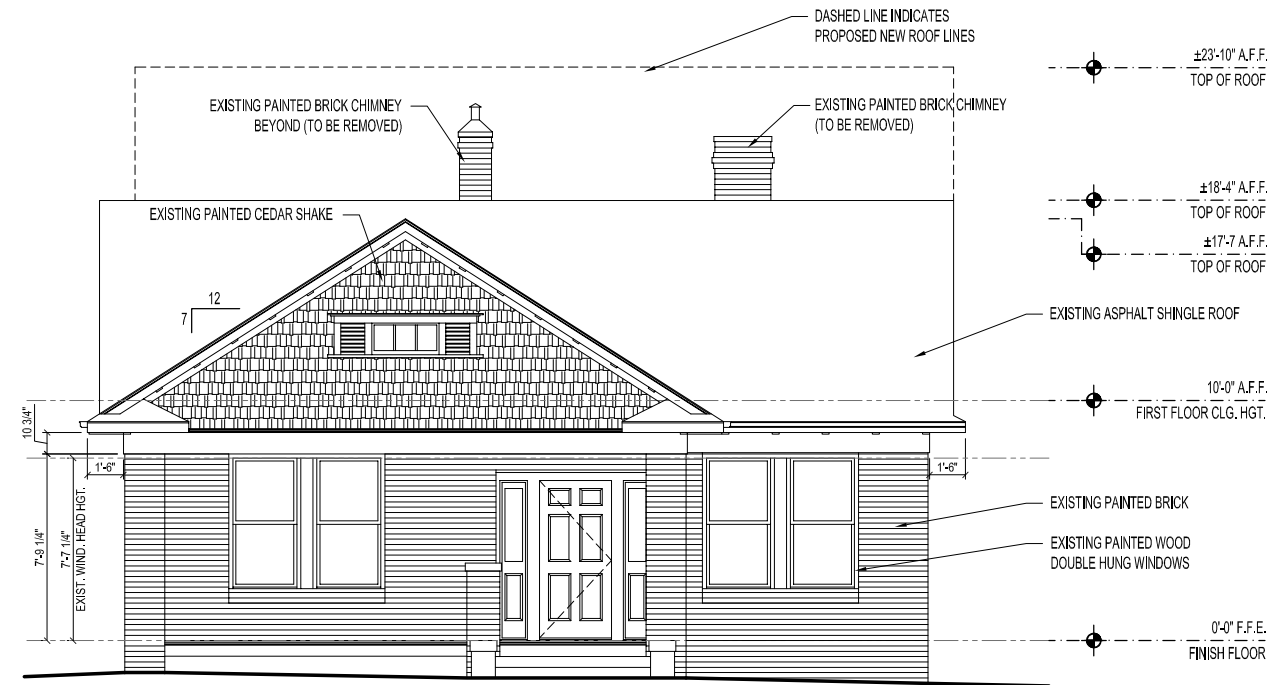 DASHED LINE INDICATES
PROPOSED NEW ROOF LINES
±23'-10" A.F.F.
TOP OF ROOF
EXISTING PAINTED BRICK CHIMNEY
BEYOND (TO BE REMOVED)
EXISTING PAINTED BRICK CHIMNEY
(TO BE REMOVED)
±18'-4" A.F.F.
TOP OF ROOF
EXISTING PAINTED CEDAR SHAKE
±17'-7 A.F.F.
TOP OF ROOF
12
7
EXISTING ASPHALT SHINGLE ROOF
10'-0" A.F.F.
FIRST FLOOR CLG. HGT.
10 3/4"
1'-6"
1'-6"
7'-9 1/4"
7'-7 1/4"
EXIST. WIND. HEAD HGT.
EXISTING PAINTED BRICK
EXISTING PAINTED WOOD
DOUBLE HUNG WINDOWS
0'-0" F.F.E.
FINISH FLOOR